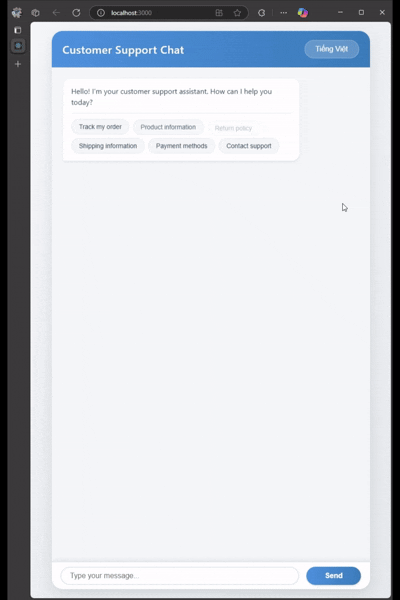 localhost:3000
Customer Support Chat
Tiếng Việt
Hello! I'm your customer support assistant. How can I help you
today?
Track my order
Product information
Return policy
Shipping information
Payment methods
Contact support
Type your message...
Send